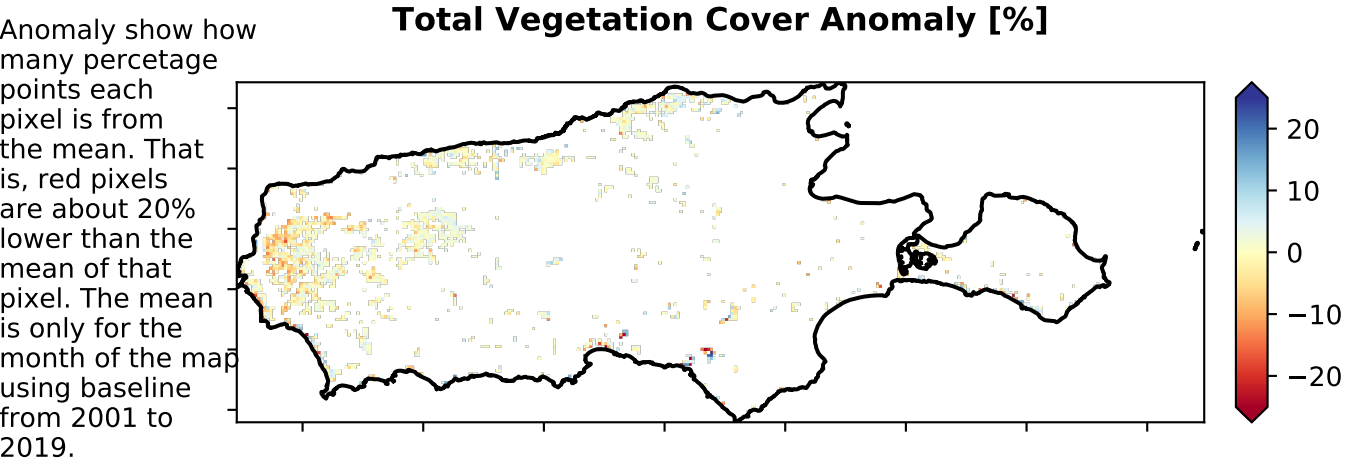 Total Vegetation Cover Anomaly [%]
Anomaly show how
many percetage
points each
pixel is from
the mean. That
is, red pixels
are about 20%
lower than the
mean of that
pixel. The mean
is only for the
month of the map
using baseline
from 2001 to
2019.
20
10
0
−10
−20